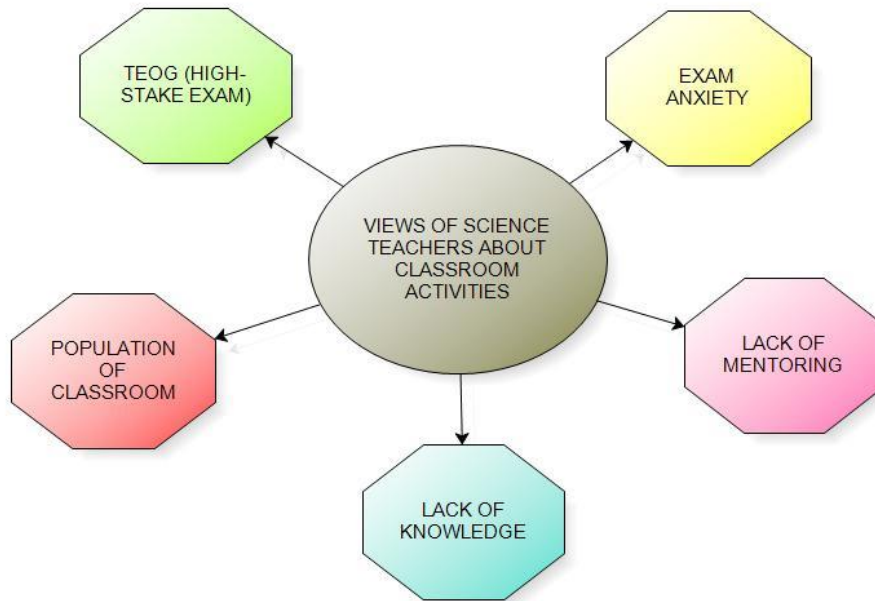 TEOG (HIGH-
STAKE EXAM)
EXAM
ANXIETY
VIEWS OF SCIENCE
TEACHERS ABOUT
CLASSROOM
ACTIVITIES
POPULATION
OF
CLASSROOM
LACK OF
MENTORING
LACK OF
KNOWLEDGE